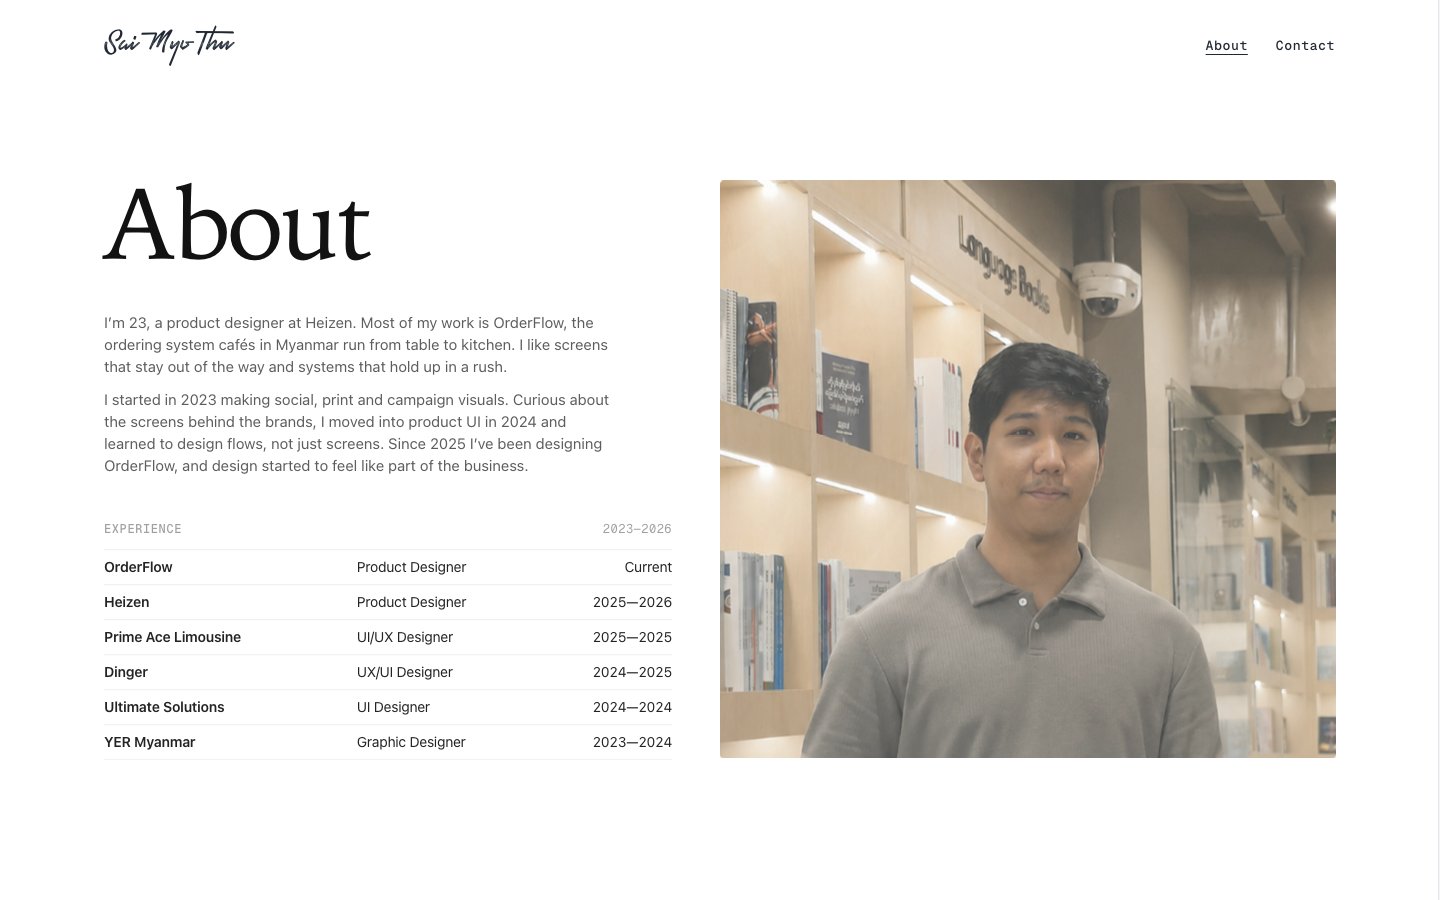 Sai Myo Thu
About
Contact
About
I’m 23, a product designer at Heizen. Most of my work is OrderFlow, the
ordering system cafés in Myanmar run from table to kitchen. I like screens
that stay out of the way and systems that hold up in a rush.
I started in 2023 making social, print and campaign visuals. Curious about
the screens behind the brands, I moved into product UI in 2024 and
learned to design flows, not just screens. Since 2025 I’ve been designing
OrderFlow, and design started to feel like part of the business.
EXPERIENCE 2023–2026
OrderFlow Product Designer Current
Heizen Product Designer 2025—2026
Prime Ace Limousine UI/UX Designer 2025—2025
Dinger UX/UI Designer 2024—2025
Ultimate Solutions UI Designer 2024—2024
YER Myanmar Graphic Designer 2023—2024
Language Books